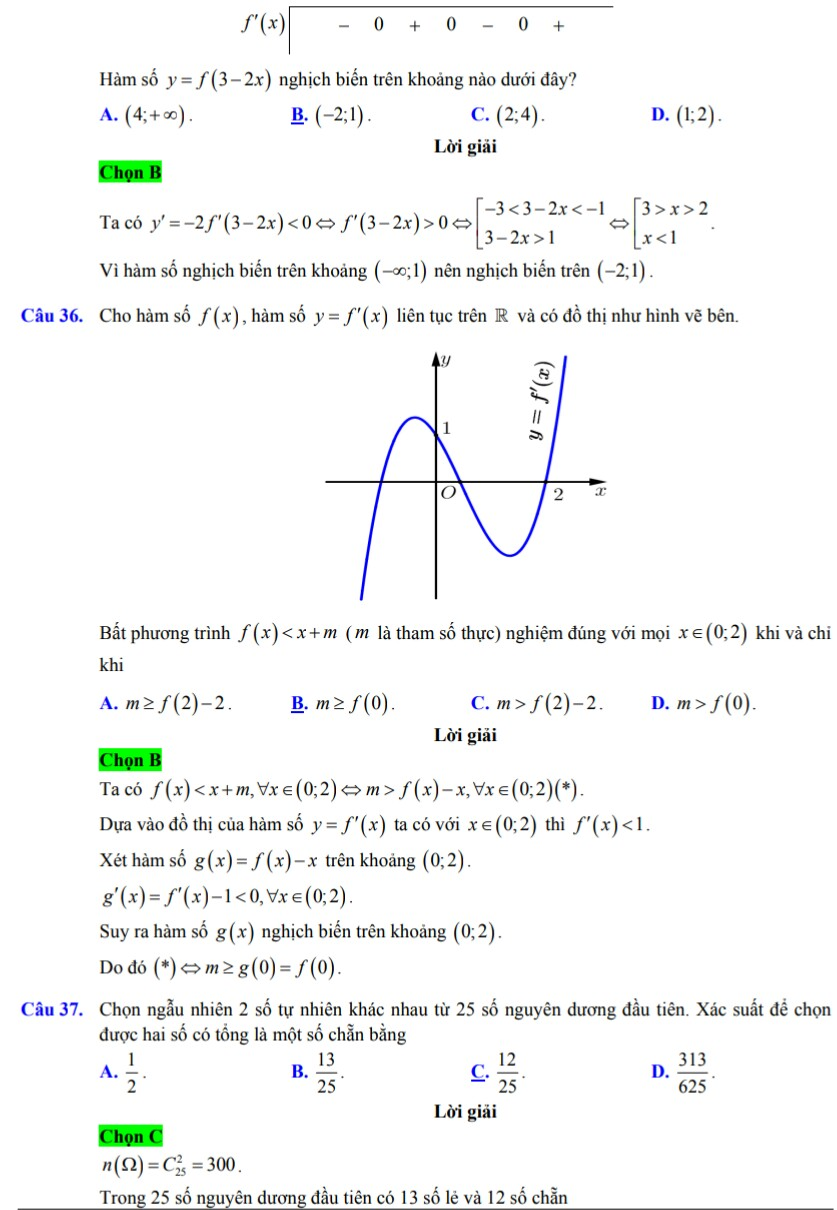 f′(x) − 0 + 0 − 0 +
Hàm số y = f(3−2x) nghịch biến trên khoảng nào dưới đây?
A. (4;+∞). B. (−2;1). C. (2;4). D. (1;2).
Lời giải
Chọn B
Ta có y′ = −2f′(3−2x) < 0 ⇔ f′(3−2x) > 0 ⇔ [−3 < 3−2x < −1 ; 3−2x > 1 ⇔ [3 > x > 2 ; x < 1 .
Vì hàm số nghịch biến trên khoảng (−∞;1) nên nghịch biến trên (−2;1).
Câu 36. Cho hàm số f(x), hàm số y = f′(x) liên tục trên ℝ và có đồ thị như hình vẽ bên.
y
y = f′(x)
1
O 2 x
Bất phương trình f(x) < x + m (m là tham số thực) nghiệm đúng với mọi x ∈ (0;2) khi và chỉ
khi
A. m ≥ f(2) − 2. B. m ≥ f(0). C. m > f(2) − 2. D. m > f(0).
Lời giải
Chọn B
Ta có f(x) < x + m, ∀x ∈ (0;2) ⇔ m > f(x) − x, ∀x ∈ (0;2)(*).
Dựa vào đồ thị của hàm số y = f′(x) ta có với x ∈ (0;2) thì f′(x) < 1.
Xét hàm số g(x) = f(x) − x trên khoảng (0;2).
g′(x) = f′(x) − 1 < 0, ∀x ∈ (0;2).
Suy ra hàm số g(x) nghịch biến trên khoảng (0;2).
Do đó (*) ⇔ m ≥ g(0) = f(0).
Câu 37. Chọn ngẫu nhiên 2 số tự nhiên khác nhau từ 25 số nguyên dương đầu tiên. Xác suất để chọn
được hai số có tổng là một số chẵn bằng
A. 1/2. B. 13/25. C. 12/25. D. 313/625.
Lời giải
Chọn C
n(Ω) = C²₂₅ = 300.
Trong 25 số nguyên dương đầu tiên có 13 số lẻ và 12 số chẵn